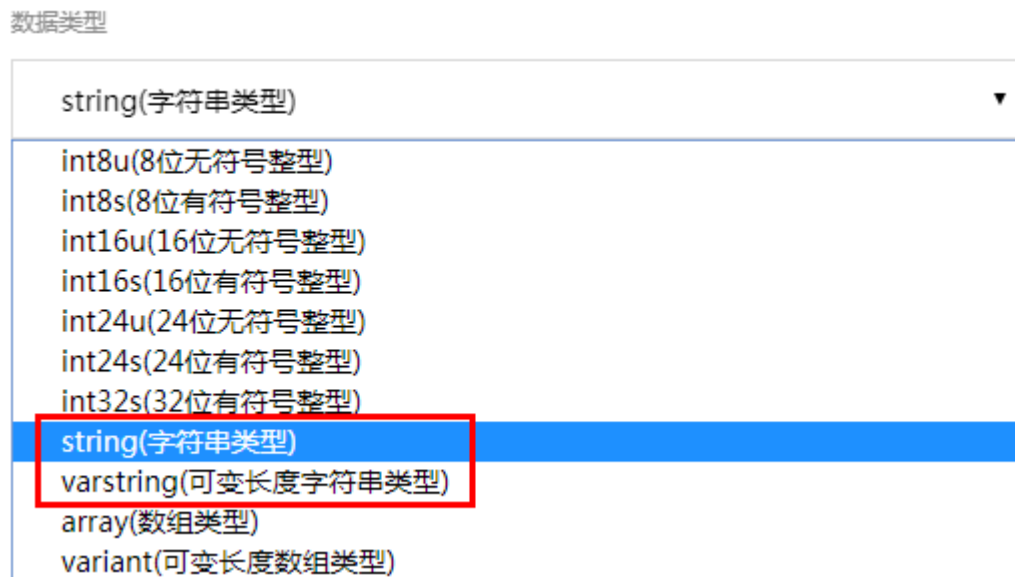 数据类型
string(字符串类型)
int8u(8位无符号整型)
int8s(8位有符号整型)
int16u(16位无符号整型)
int16s(16位有符号整型)
int24u(24位无符号整型)
int24s(24位有符号整型)
int32s(32位有符号整型)
string(字符串类型)
varstring(可变长度字符串类型)
array(数组类型)
variant(可变长度数组类型)